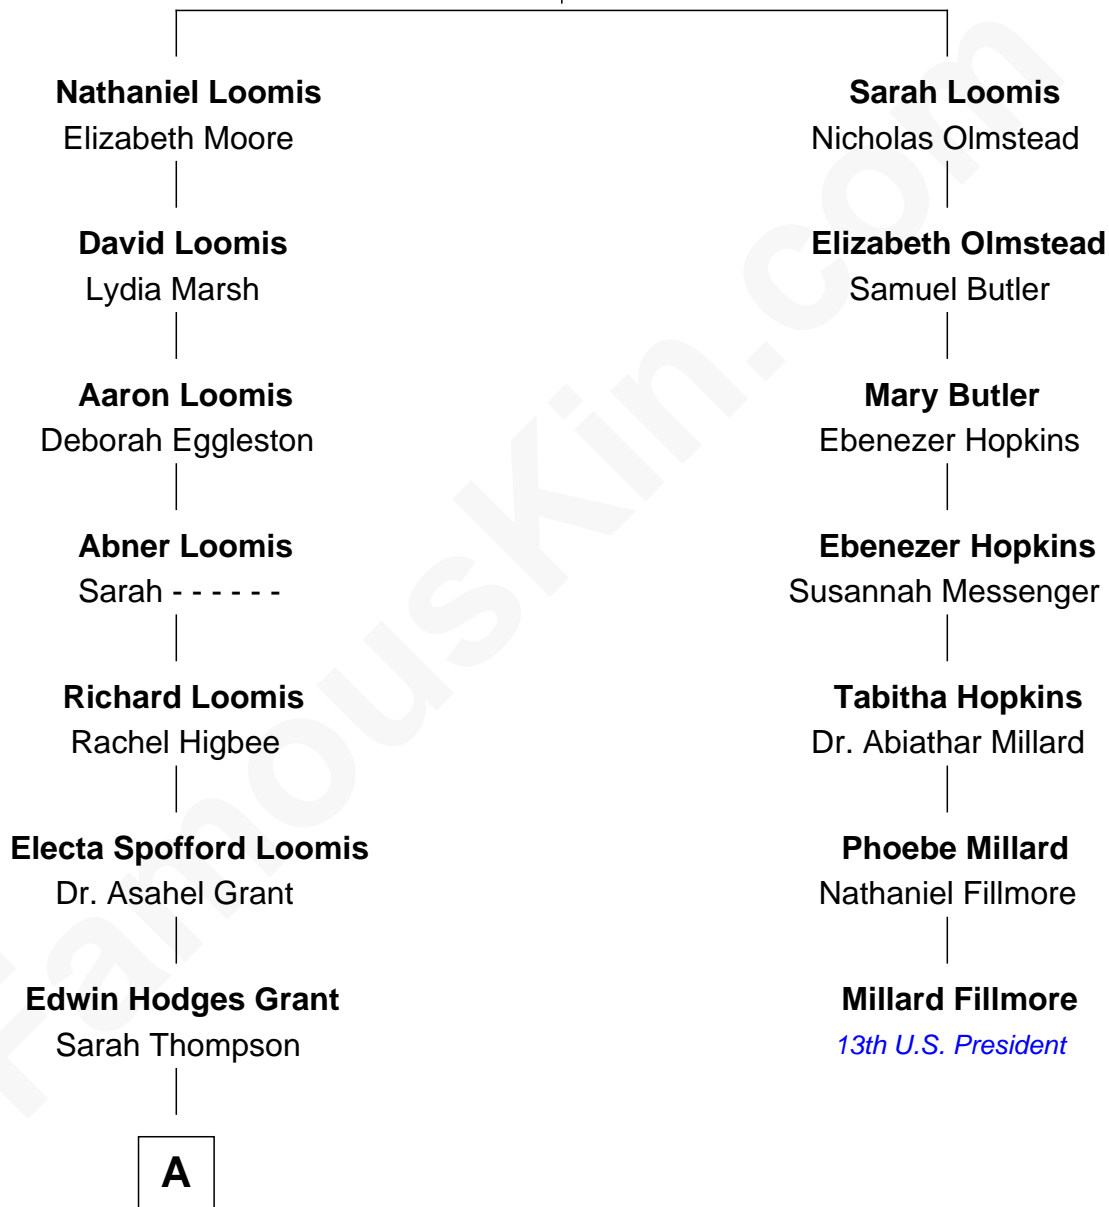 Nathaniel Loomis
Elizabeth Moore
David Loomis
Lydia Marsh
Aaron Loomis
Deborah Eggleston
Abner Loomis
Sarah - - - - - -
Richard Loomis
Rachel Higbee
Electa Spofford Loomis
Dr. Asahel Grant
Edwin Hodges Grant
Sarah Thompson
A
Sarah Loomis
Nicholas Olmstead
Elizabeth Olmstead
Samuel Butler
Mary Butler
Ebenezer Hopkins
Ebenezer Hopkins
Susannah Messenger
Tabitha Hopkins
Dr. Abiathar Millard
Phoebe Millard
Nathaniel Fillmore
Millard Fillmore
13th U.S. President
FamousKin.com